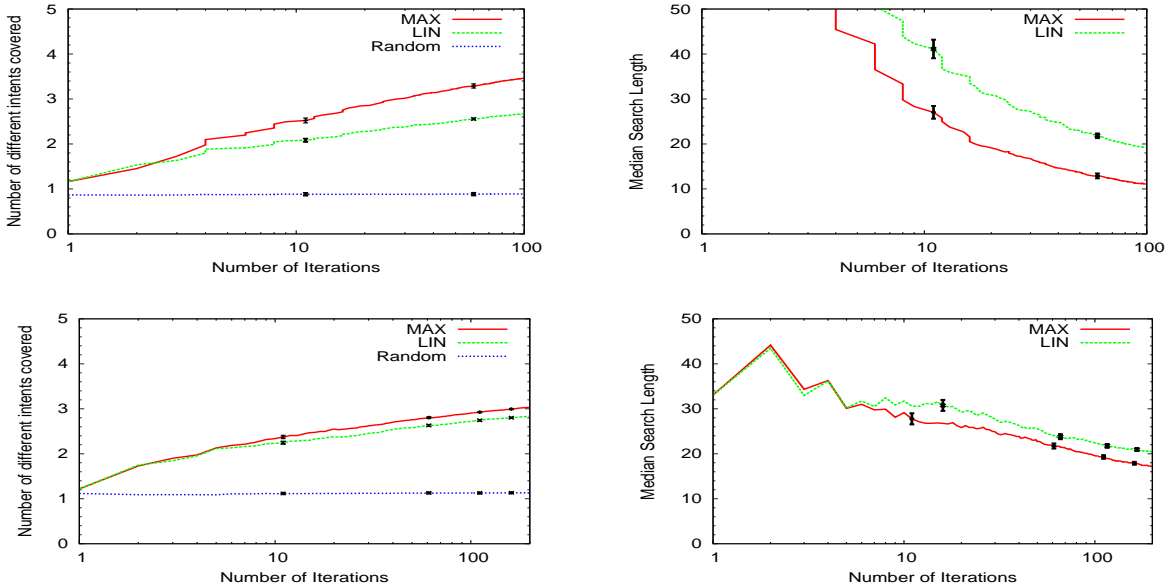 Number of different intents covered
5
4
3
2
1
0
1
10
100
Number of Iterations
MAX
LIN
Random
Median Search Length
50
40
30
20
10
0
1
10
100
Number of Iterations
MAX
LIN
Number of different intents covered
5
4
3
2
1
0
1
10
100
Number of Iterations
MAX
LIN
Random
Median Search Length
50
40
30
20
10
0
1
10
100
Number of Iterations
MAX
LIN